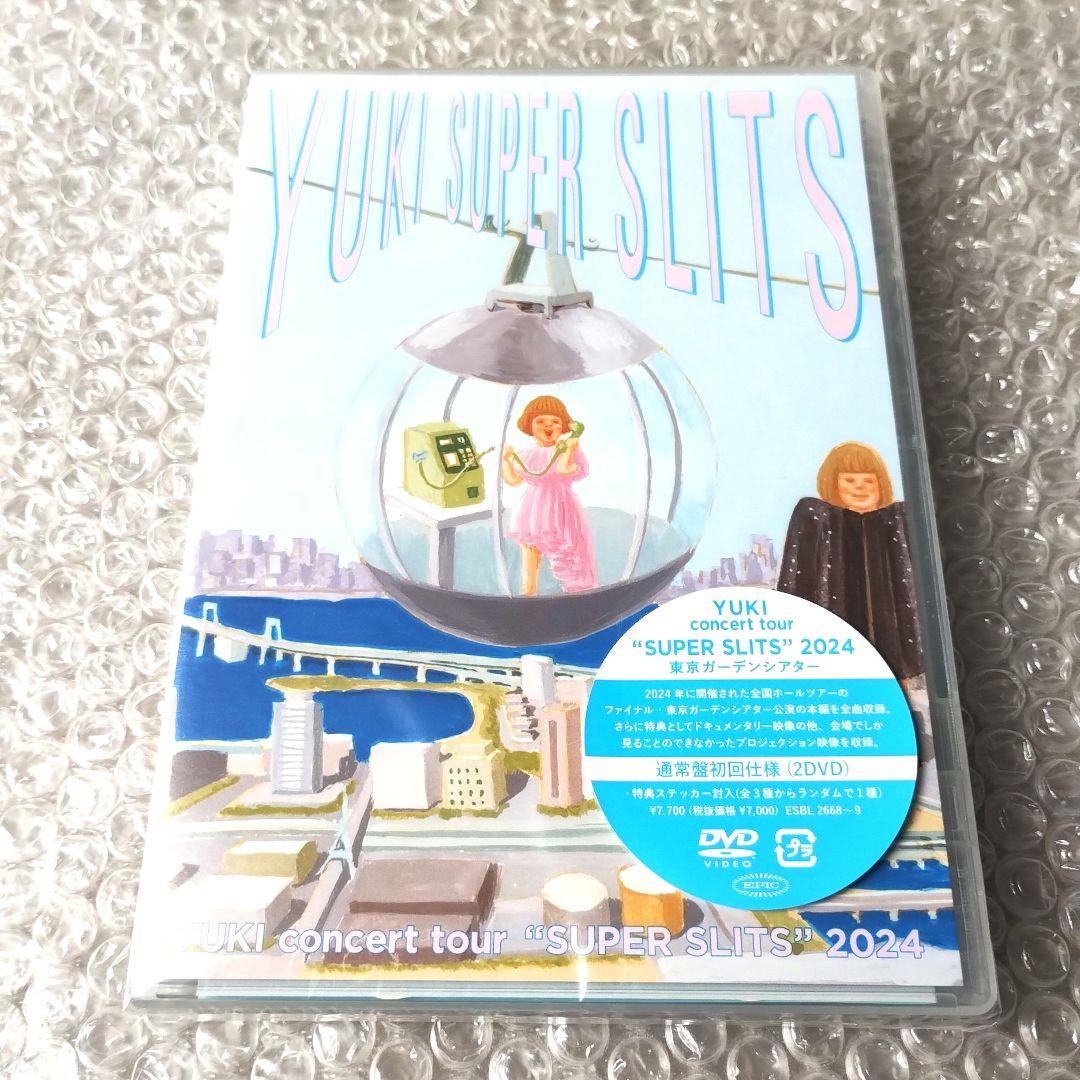 YUKI SUPER SLITS
YUKI
concert tour
“SUPER SLITS” 2024
東京ガーデンシアター
2024年に開催された全国ホールツアーの
ファイナル・東京ガーデンシアター公演の本編を全曲収録。
さらに特典としてドキュメンタリー映像の他、会場でしか
見ることのできなかったプロジェクション映像を収録。
通常盤初回仕様(2DVD)
・特典ステッカー封入(全3種からランダムで1種)
¥7,700(税抜価格 ¥7,000) ESBL 2668〜9
DVD
VIDEO
プラ
EPIC
YUKI concert tour “SUPER SLITS” 2024